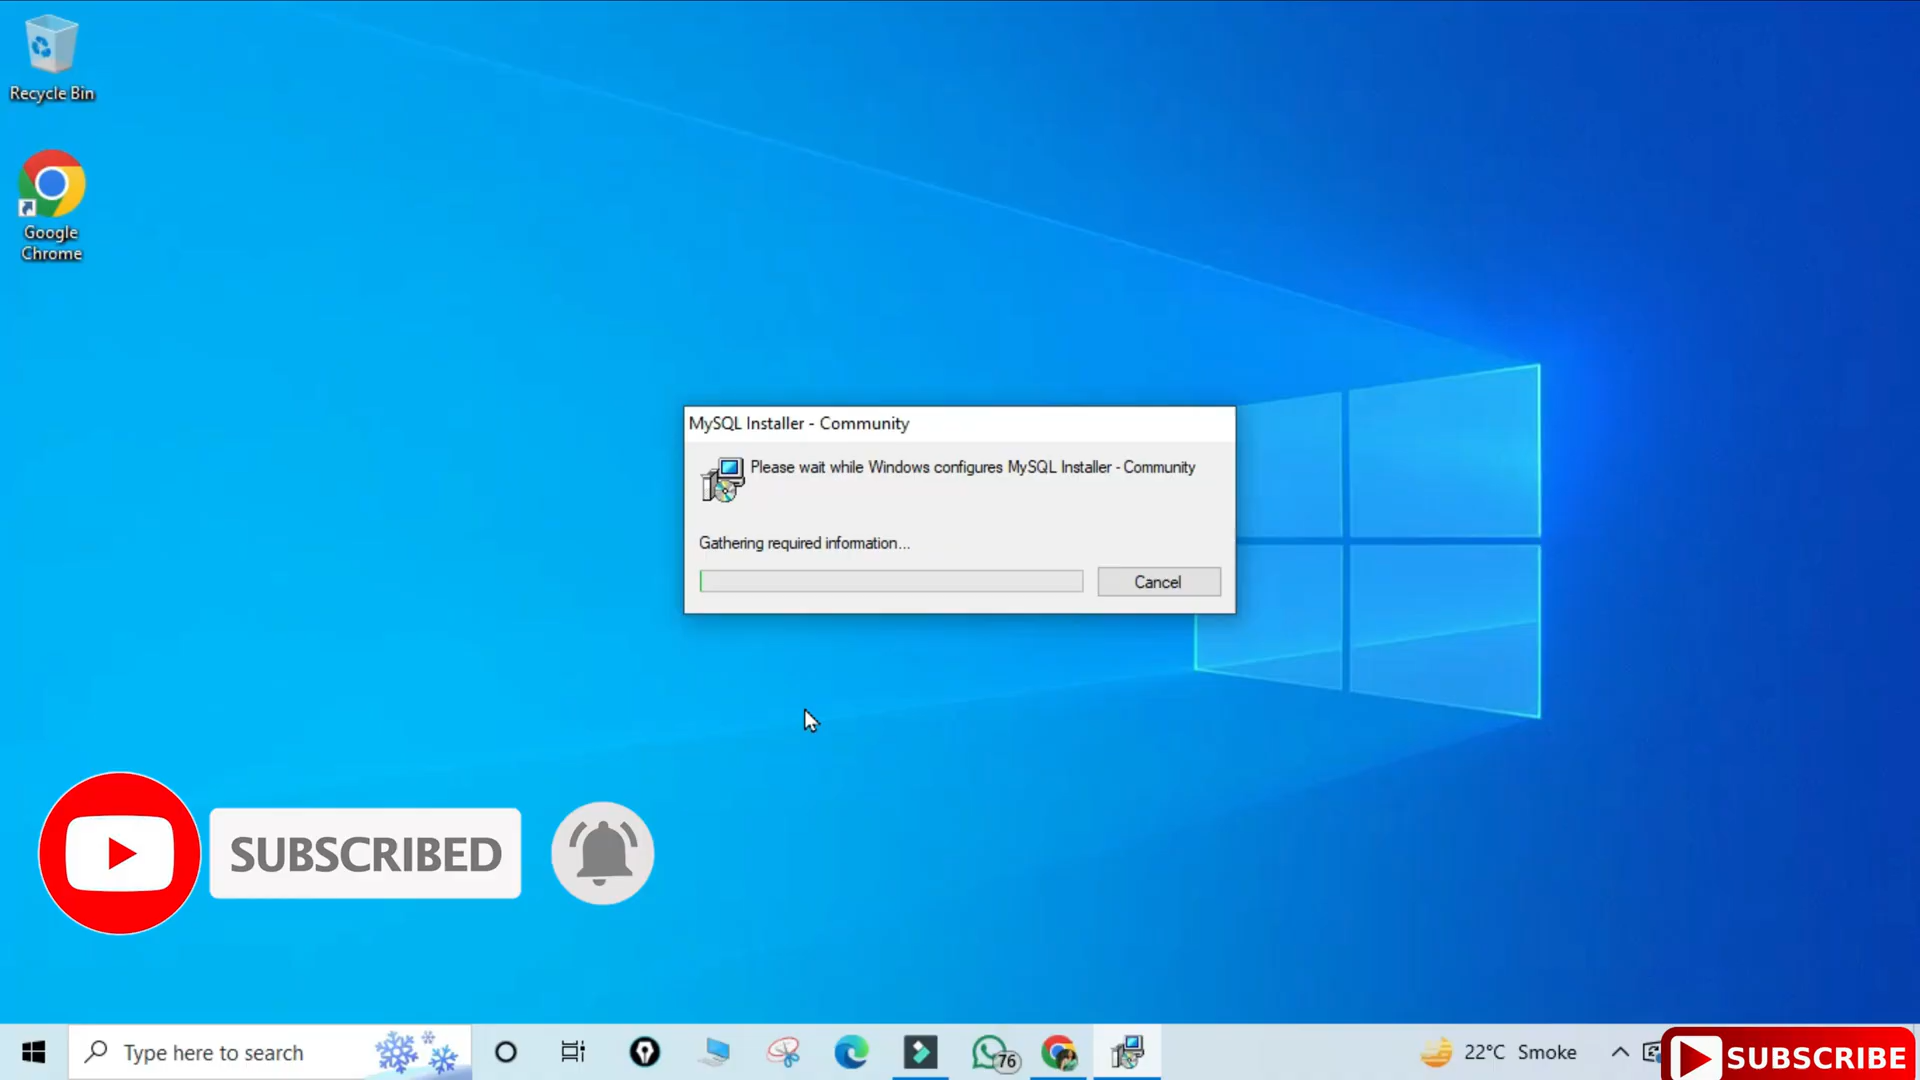 Recycle Bin
Google
Chrome
MySQL Installer - Community
Please wait while Windows configures MySQL Installer - Community
Gathering required information...
Cancel
SUBSCRIBED
Type here to search
76
22°C Smoke
SUBSCRIBE